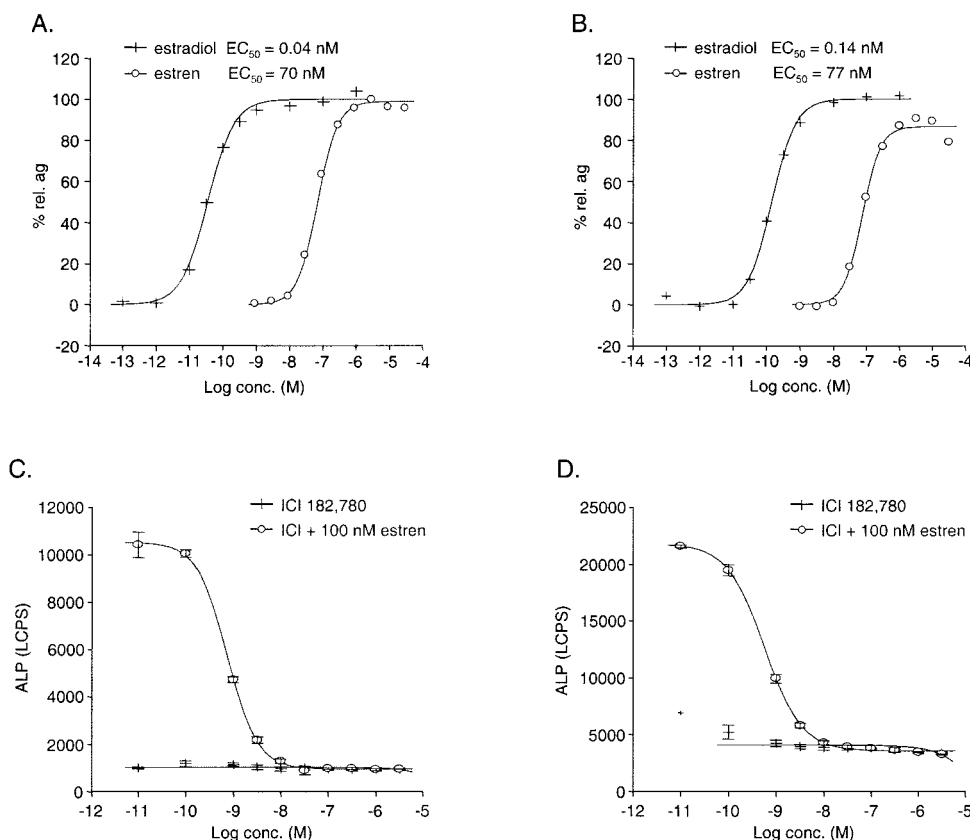 A.
estradiol EC50 = 0.04 nM
estren EC50 = 70 nM
120
100
80
60
40
20
0
-20
% rel. ag
-14 -13 -12 -11 -10 -9 -8 -7 -6 -5 -4
Log conc. (M)
B.
estradiol EC50 = 0.14 nM
estren EC50 = 77 nM
120
100
80
60
40
20
0
-20
% rel. ag
-14 -13 -12 -11 -10 -9 -8 -7 -6 -5 -4
Log conc. (M)
C.
ICI 182,780
ICI + 100 nM estren
12000
10000
8000
6000
4000
2000
0
ALP (LCPS)
-12 -11 -10 -9 -8 -7 -6 -5
Log conc. (M)
D.
ICI 182,780
ICI + 100 nM estren
25000
20000
15000
10000
5000
0
ALP (LCPS)
-12 -11 -10 -9 -8 -7 -6 -5
Log conc. (M)